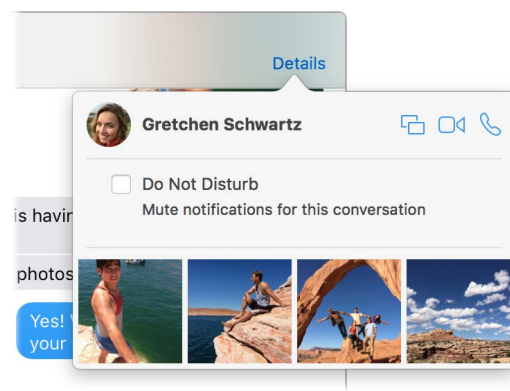 Details
Gretchen Schwartz
Do Not Disturb
Mute notifications for this conversation
is havin
photos
Yes!
your